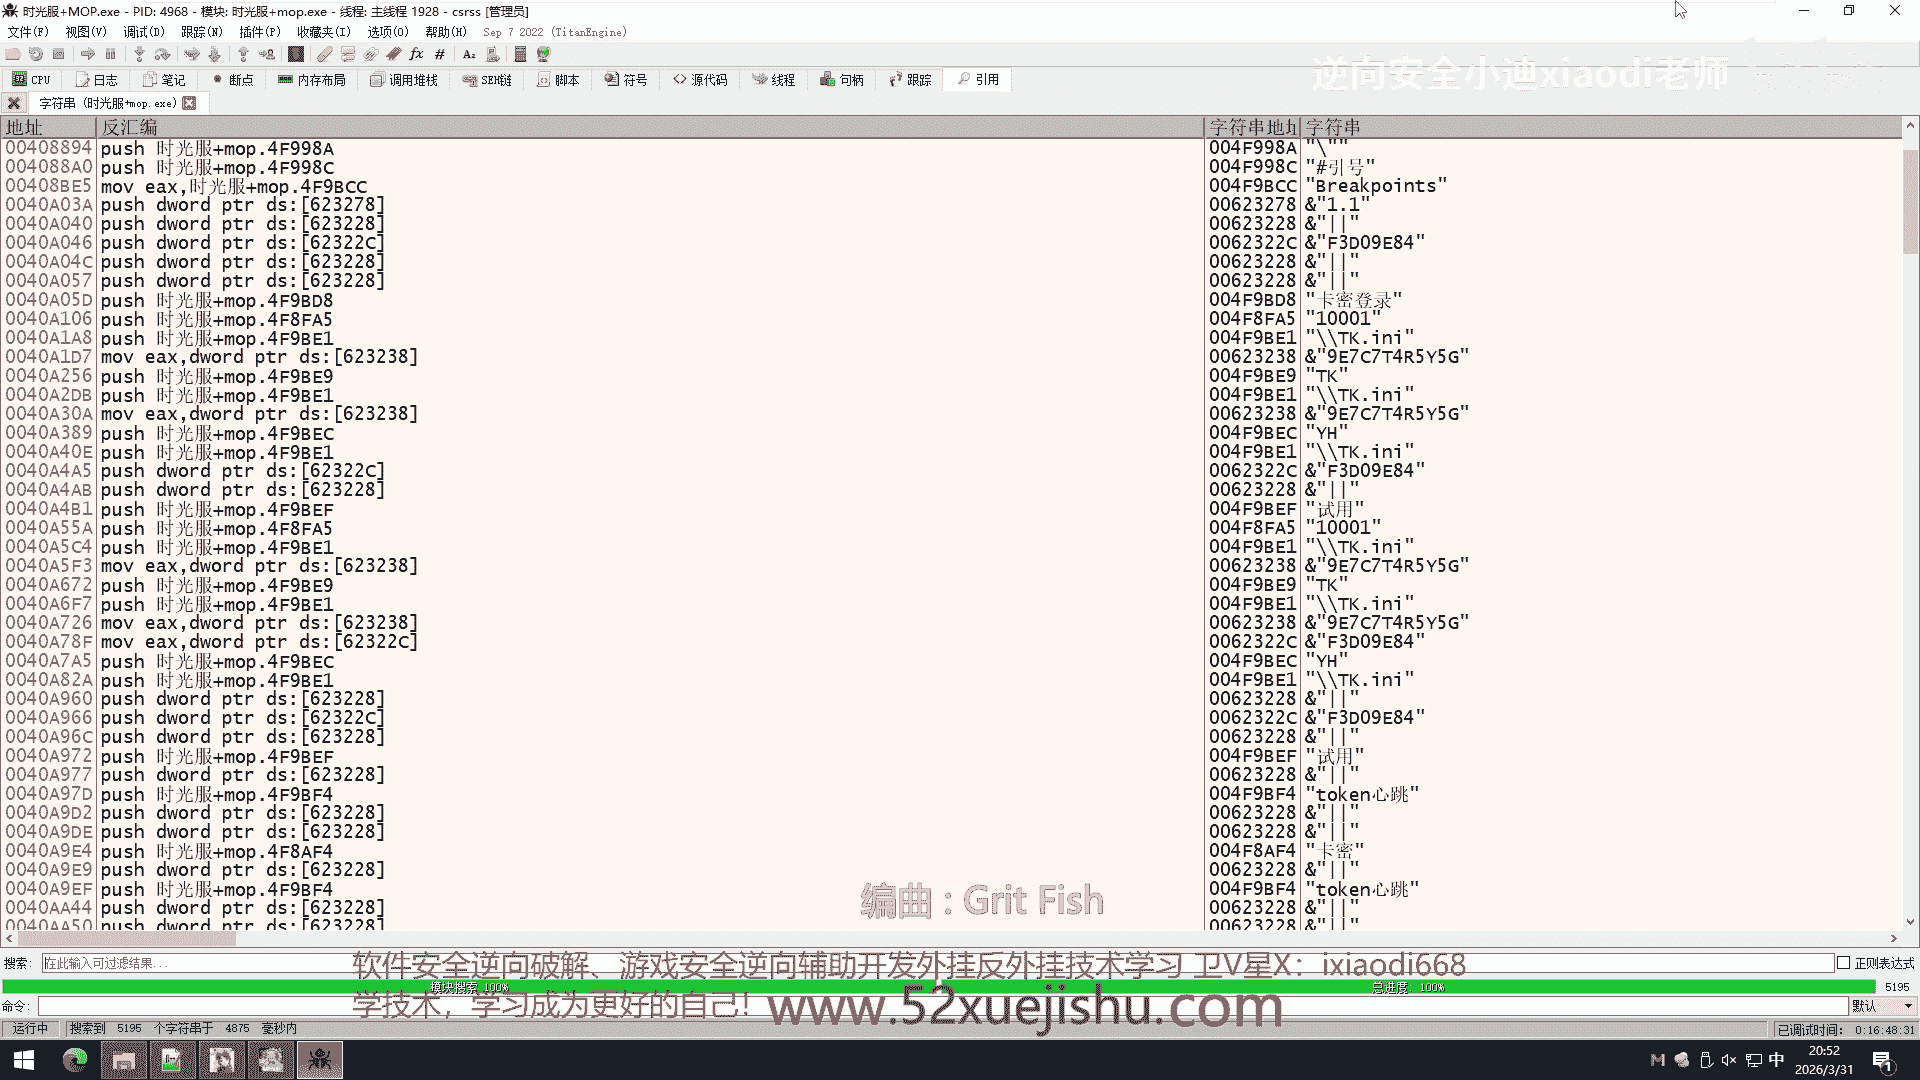 时光服+MOP.exe - PID: 4968 - 模块: 时光服+mop.exe - 线程: 主线程 1928 - csrss [管理员]
文件(F) 视图(V) 调试(D) 跟踪(N) 插件(P) 收藏夹(I) 选项(O) 帮助(H) Sep 7 2022 (TitanEngine)
CPU 日志 笔记 断点 内存布局 调用堆栈 SEH链 脚本 符号 源代码 线程 句柄 跟踪 引用
逆向安全小迪xiaodi老师
字符串 (时光服+mop.exe)
地址 反汇编 字符串地址 字符串
00408894 push 时光服+mop.4F998A 004F998A "\""
004088A0 push 时光服+mop.4F998C 004F998C "#引号"
00408BE5 mov eax,时光服+mop.4F9BCC 004F9BCC "Breakpoints"
0040A03A push dword ptr ds:[623278] 00623278 &"1.1"
0040A040 push dword ptr ds:[623228] 00623228 &"||"
0040A046 push dword ptr ds:[62322C] 0062322C &"F3D09E84"
0040A04C push dword ptr ds:[623228] 00623228 &"||"
0040A057 push dword ptr ds:[623228] 00623228 &"||"
0040A05D push 时光服+mop.4F9BD8 004F9BD8 "卡密登录"
0040A106 push 时光服+mop.4F8FA5 004F8FA5 "10001"
0040A1A8 push 时光服+mop.4F9BE1 004F9BE1 "\\TK.ini"
0040A1D7 mov eax,dword ptr ds:[623238] 00623238 &"9E7C7T4R5Y5G"
0040A256 push 时光服+mop.4F9BE9 004F9BE9 "TK"
0040A2DB push 时光服+mop.4F9BE1 004F9BE1 "\\TK.ini"
0040A30A mov eax,dword ptr ds:[623238] 00623238 &"9E7C7T4R5Y5G"
0040A389 push 时光服+mop.4F9BEC 004F9BEC "YH"
0040A40E push 时光服+mop.4F9BE1 004F9BE1 "\\TK.ini"
0040A4A5 push dword ptr ds:[62322C] 0062322C &"F3D09E84"
0040A4AB push dword ptr ds:[623228] 00623228 &"||"
0040A4B1 push 时光服+mop.4F9BEF 004F9BEF "试用"
0040A55A push 时光服+mop.4F8FA5 004F8FA5 "10001"
0040A5C4 push 时光服+mop.4F9BE1 004F9BE1 "\\TK.ini"
0040A5F3 mov eax,dword ptr ds:[623238] 00623238 &"9E7C7T4R5Y5G"
0040A672 push 时光服+mop.4F9BE9 004F9BE9 "TK"
0040A6F7 push 时光服+mop.4F9BE1 004F9BE1 "\\TK.ini"
0040A726 mov eax,dword ptr ds:[623238] 00623238 &"9E7C7T4R5Y5G"
0040A78F mov eax,dword ptr ds:[62322C] 0062322C &"F3D09E84"
0040A7A5 push 时光服+mop.4F9BEC 004F9BEC "YH"
0040A82A push 时光服+mop.4F9BE1 004F9BE1 "\\TK.ini"
0040A960 push dword ptr ds:[623228] 00623228 &"||"
0040A966 push dword ptr ds:[62322C] 0062322C &"F3D09E84"
0040A96C push dword ptr ds:[623228] 00623228 &"||"
0040A972 push 时光服+mop.4F9BEF 004F9BEF "试用"
0040A977 push dword ptr ds:[623228] 00623228 &"||"
0040A97D push 时光服+mop.4F9BF4 004F9BF4 "token心跳"
0040A9D2 push dword ptr ds:[623228] 00623228 &"||"
0040A9DE push dword ptr ds:[623228] 00623228 &"||"
0040A9E4 push 时光服+mop.4F8AF4 004F8AF4 "卡密"
0040A9E9 push dword ptr ds:[623228] 00623228 &"||"
0040A9EF push 时光服+mop.4F9BF4 004F9BF4 "token心跳"
0040AA44 push dword ptr ds:[623228] 00623228 &"||"
0040AA50 push dword ptr ds:[623228] 00623228 &"||"
编曲 : Grit Fish
搜索: 在此输入可过滤结果... 正则表达式
软件安全逆向破解、游戏安全逆向辅助开发外挂反外挂技术学习 卫V星X：ixiaodi668
模块搜索 100% 总进度: 100% 5195
学技术，学习成为更好的自己！www.52xuejishu.com
命令: 默认
运行中 搜索到 5195 个字符串于 4875 毫秒内 已调试时间: 0:16:48:31
中 20:52
2026/3/31
1